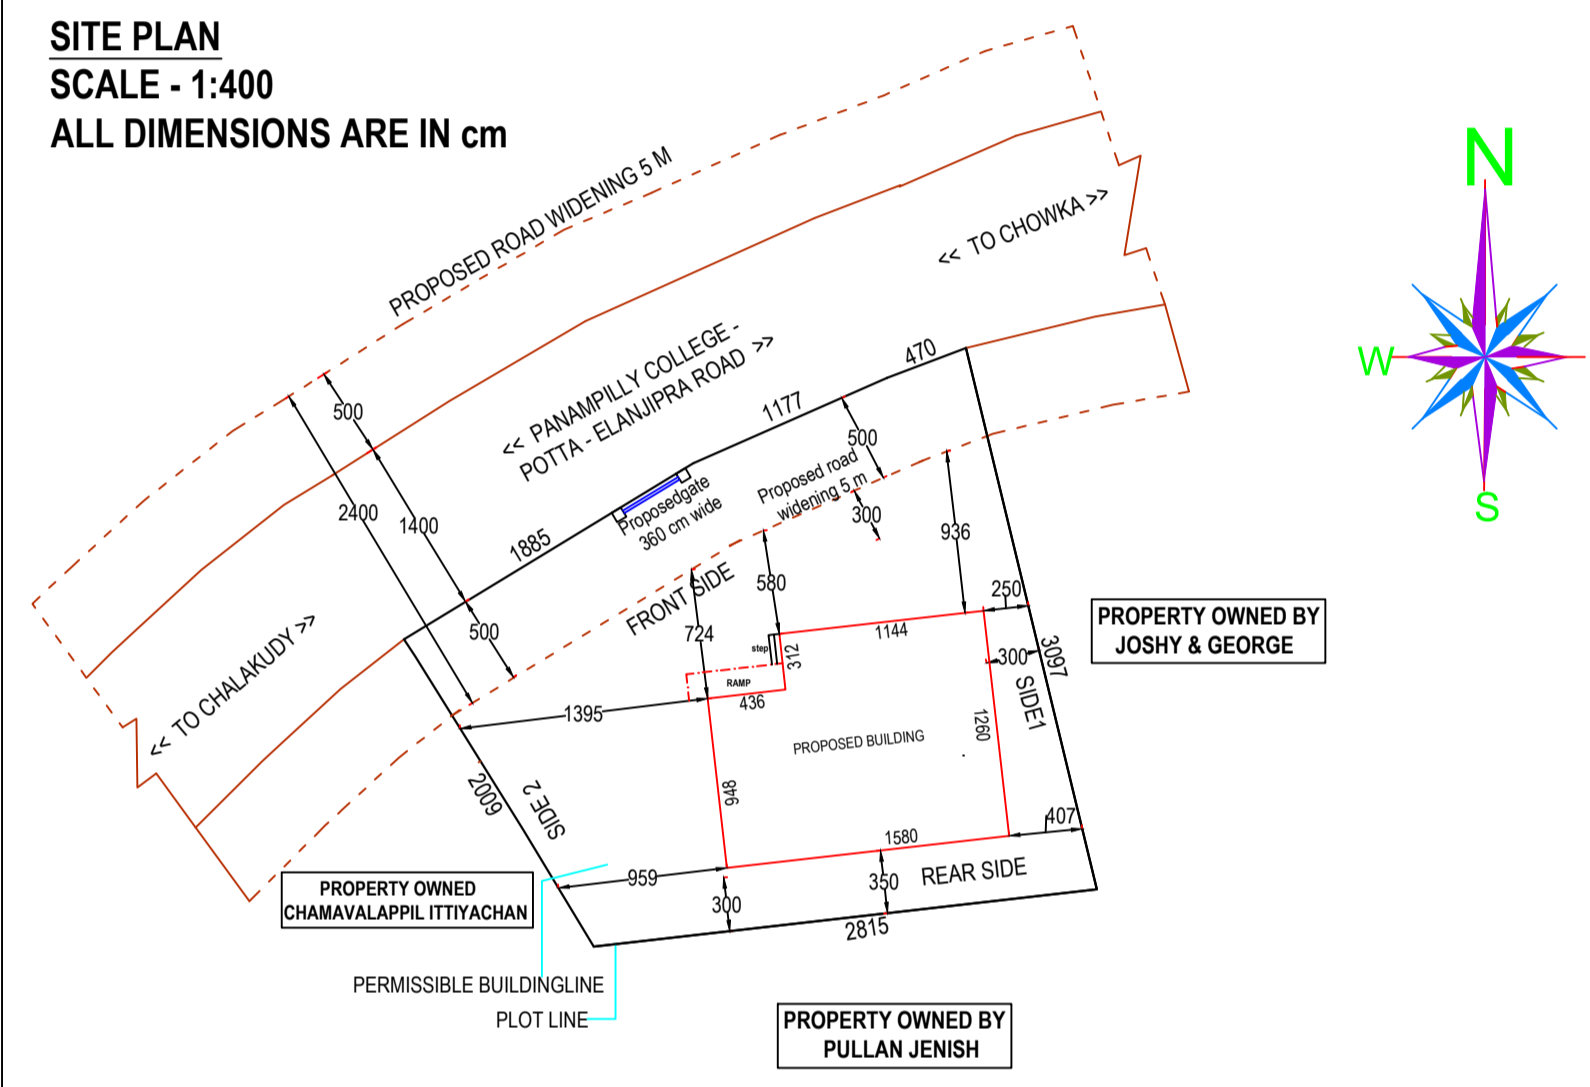 SITE PLAN
SCALE - 1:400
ALL DIMENSIONS ARE IN cm
PROPOSED ROAD WIDENING 5 M
<< TO CHOWKA >>
<< PANAMPILLY COLLEGE -
POTTA - ELANJIPRA ROAD >>
<< TO CHALAKUDY >>
500
2400
1400
500
1885
1177
470
500
Proposedgate
360 cm wide
Proposed road
widening 5 m
300
936
FRONT SIDE
580
724
250
1144
step
312
RAMP
436
1395
300
3097
SIDE1
1260
PROPOSED BUILDING
948
2009
SIDE 2
407
1580
REAR SIDE
959
350
300
2815
PROPERTY OWNED BY
JOSHY & GEORGE
PROPERTY OWNED
CHAMAVALAPPIL ITTIYACHAN
PERMISSIBLE BUILDINGLINE
PLOT LINE
PROPERTY OWNED BY
PULLAN JENISH
N
W
S